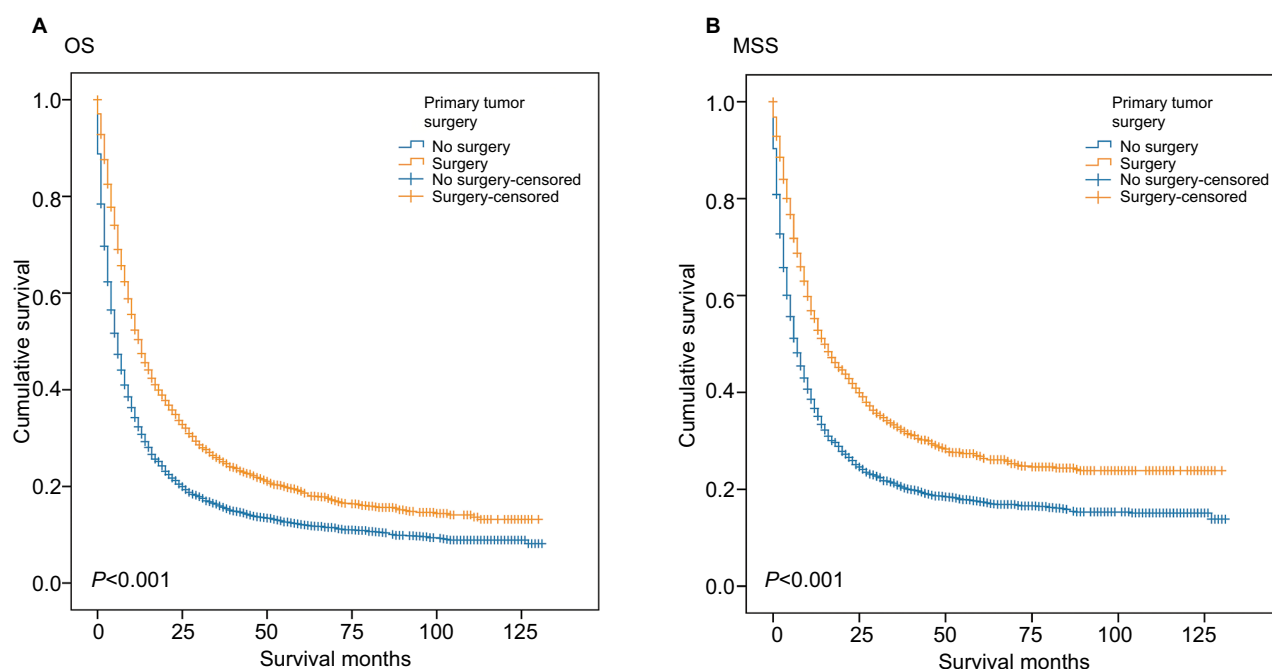 A
OS
Cumulative survival
1.0
0.8
0.6
0.4
0.2
0.0
Primary tumor
surgery
No surgery
Surgery
No surgery-censored
Surgery-censored
P<0.001
0 25 50 75 100 125
Survival months
B
MSS
Cumulative survival
1.0
0.8
0.6
0.4
0.2
0.0
Primary tumor
surgery
No surgery
Surgery
No surgery-censored
Surgery-censored
P<0.001
0 25 50 75 100 125
Survival months